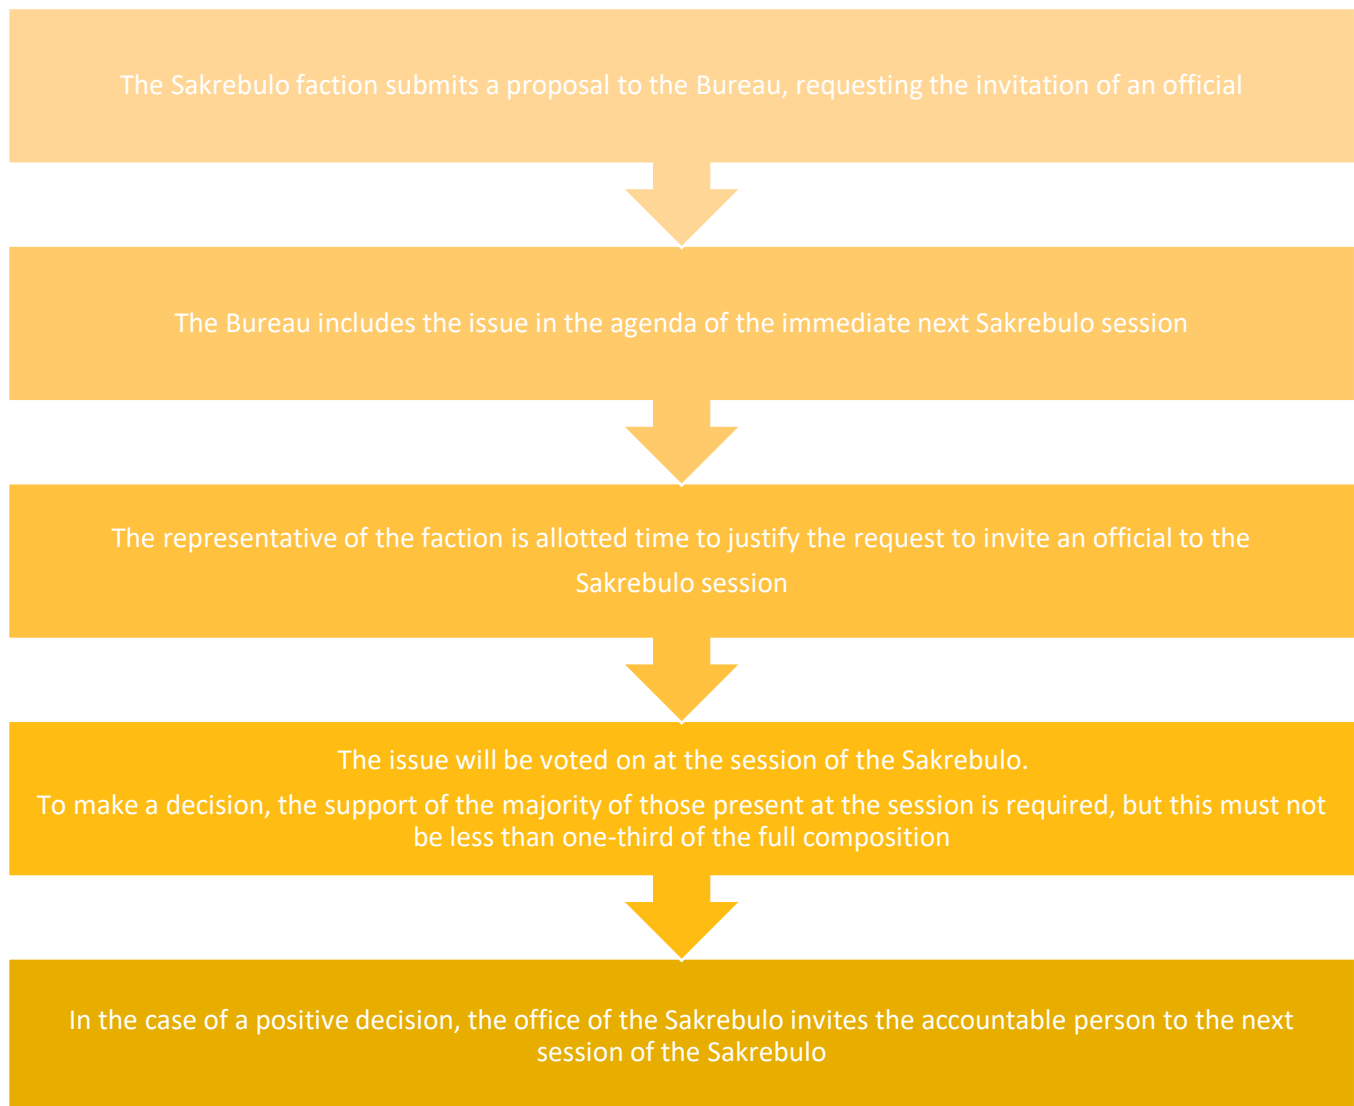 The Sakrebulo faction submits a proposal to the Bureau, requesting the invitation of an official
The Bureau includes the issue in the agenda of the immediate next Sakrebulo session
The representative of the faction is allotted time to justify the request to invite an official to the
Sakrebulo session
The issue will be voted on at the session of the Sakrebulo.
To make a decision, the support of the majority of those present at the session is required, but this must not
be less than one-third of the full composition
In the case of a positive decision, the office of the Sakrebulo invites the accountable person to the next
session of the Sakrebulo